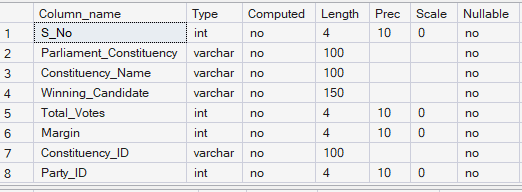 Column_name Type Computed Length Prec Scale Nullable
1 S_No int no 4 10 0 no
2 Parliament_Constituency varchar no 100 no
3 Constituency_Name varchar no 100 no
4 Winning_Candidate varchar no 150 no
5 Total_Votes int no 4 10 0 no
6 Margin int no 4 10 0 no
7 Constituency_ID varchar no 100 no
8 Party_ID int no 4 10 0 no